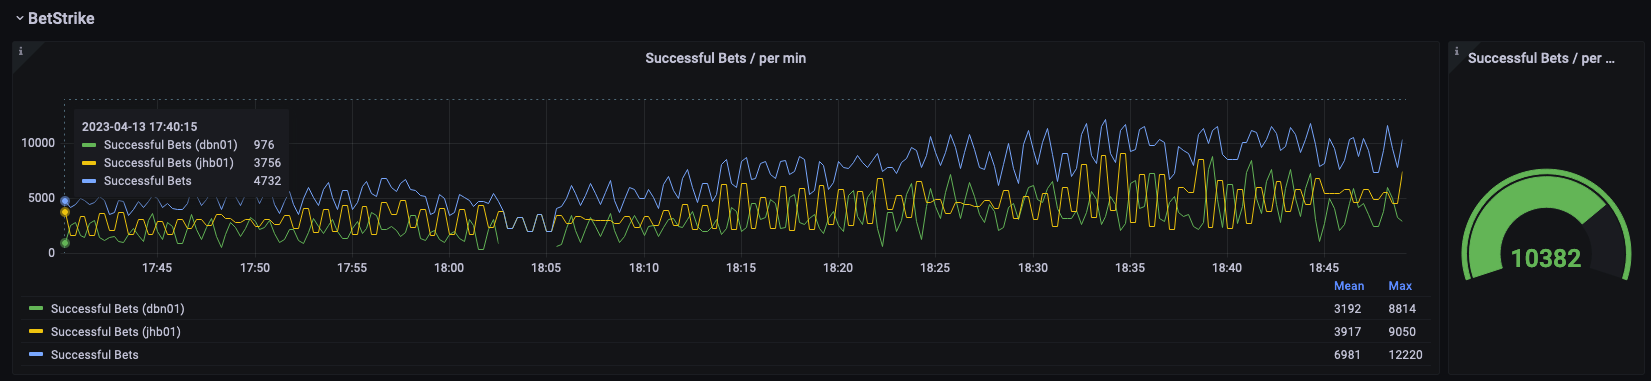 BetStrike
i
Successful Bets / per min
i
Successful Bets / per ...
2023-04-13 17:40:15
Successful Bets (dbn01) 976
Successful Bets (jhb01) 3756
Successful Bets 4732
10000
5000
0
17:45 17:50 17:55 18:00 18:05 18:10 18:15 18:20 18:25 18:30 18:35 18:40 18:45
Mean Max
Successful Bets (dbn01) 3192 8814
Successful Bets (jhb01) 3917 9050
Successful Bets 6981 12220
10382